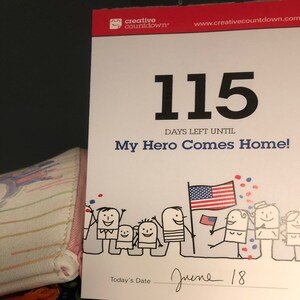 creative
countdown
www.creativecountdown.com
115
DAYS LEFT UNTIL
My Hero Comes Home!
Today's Date June 18